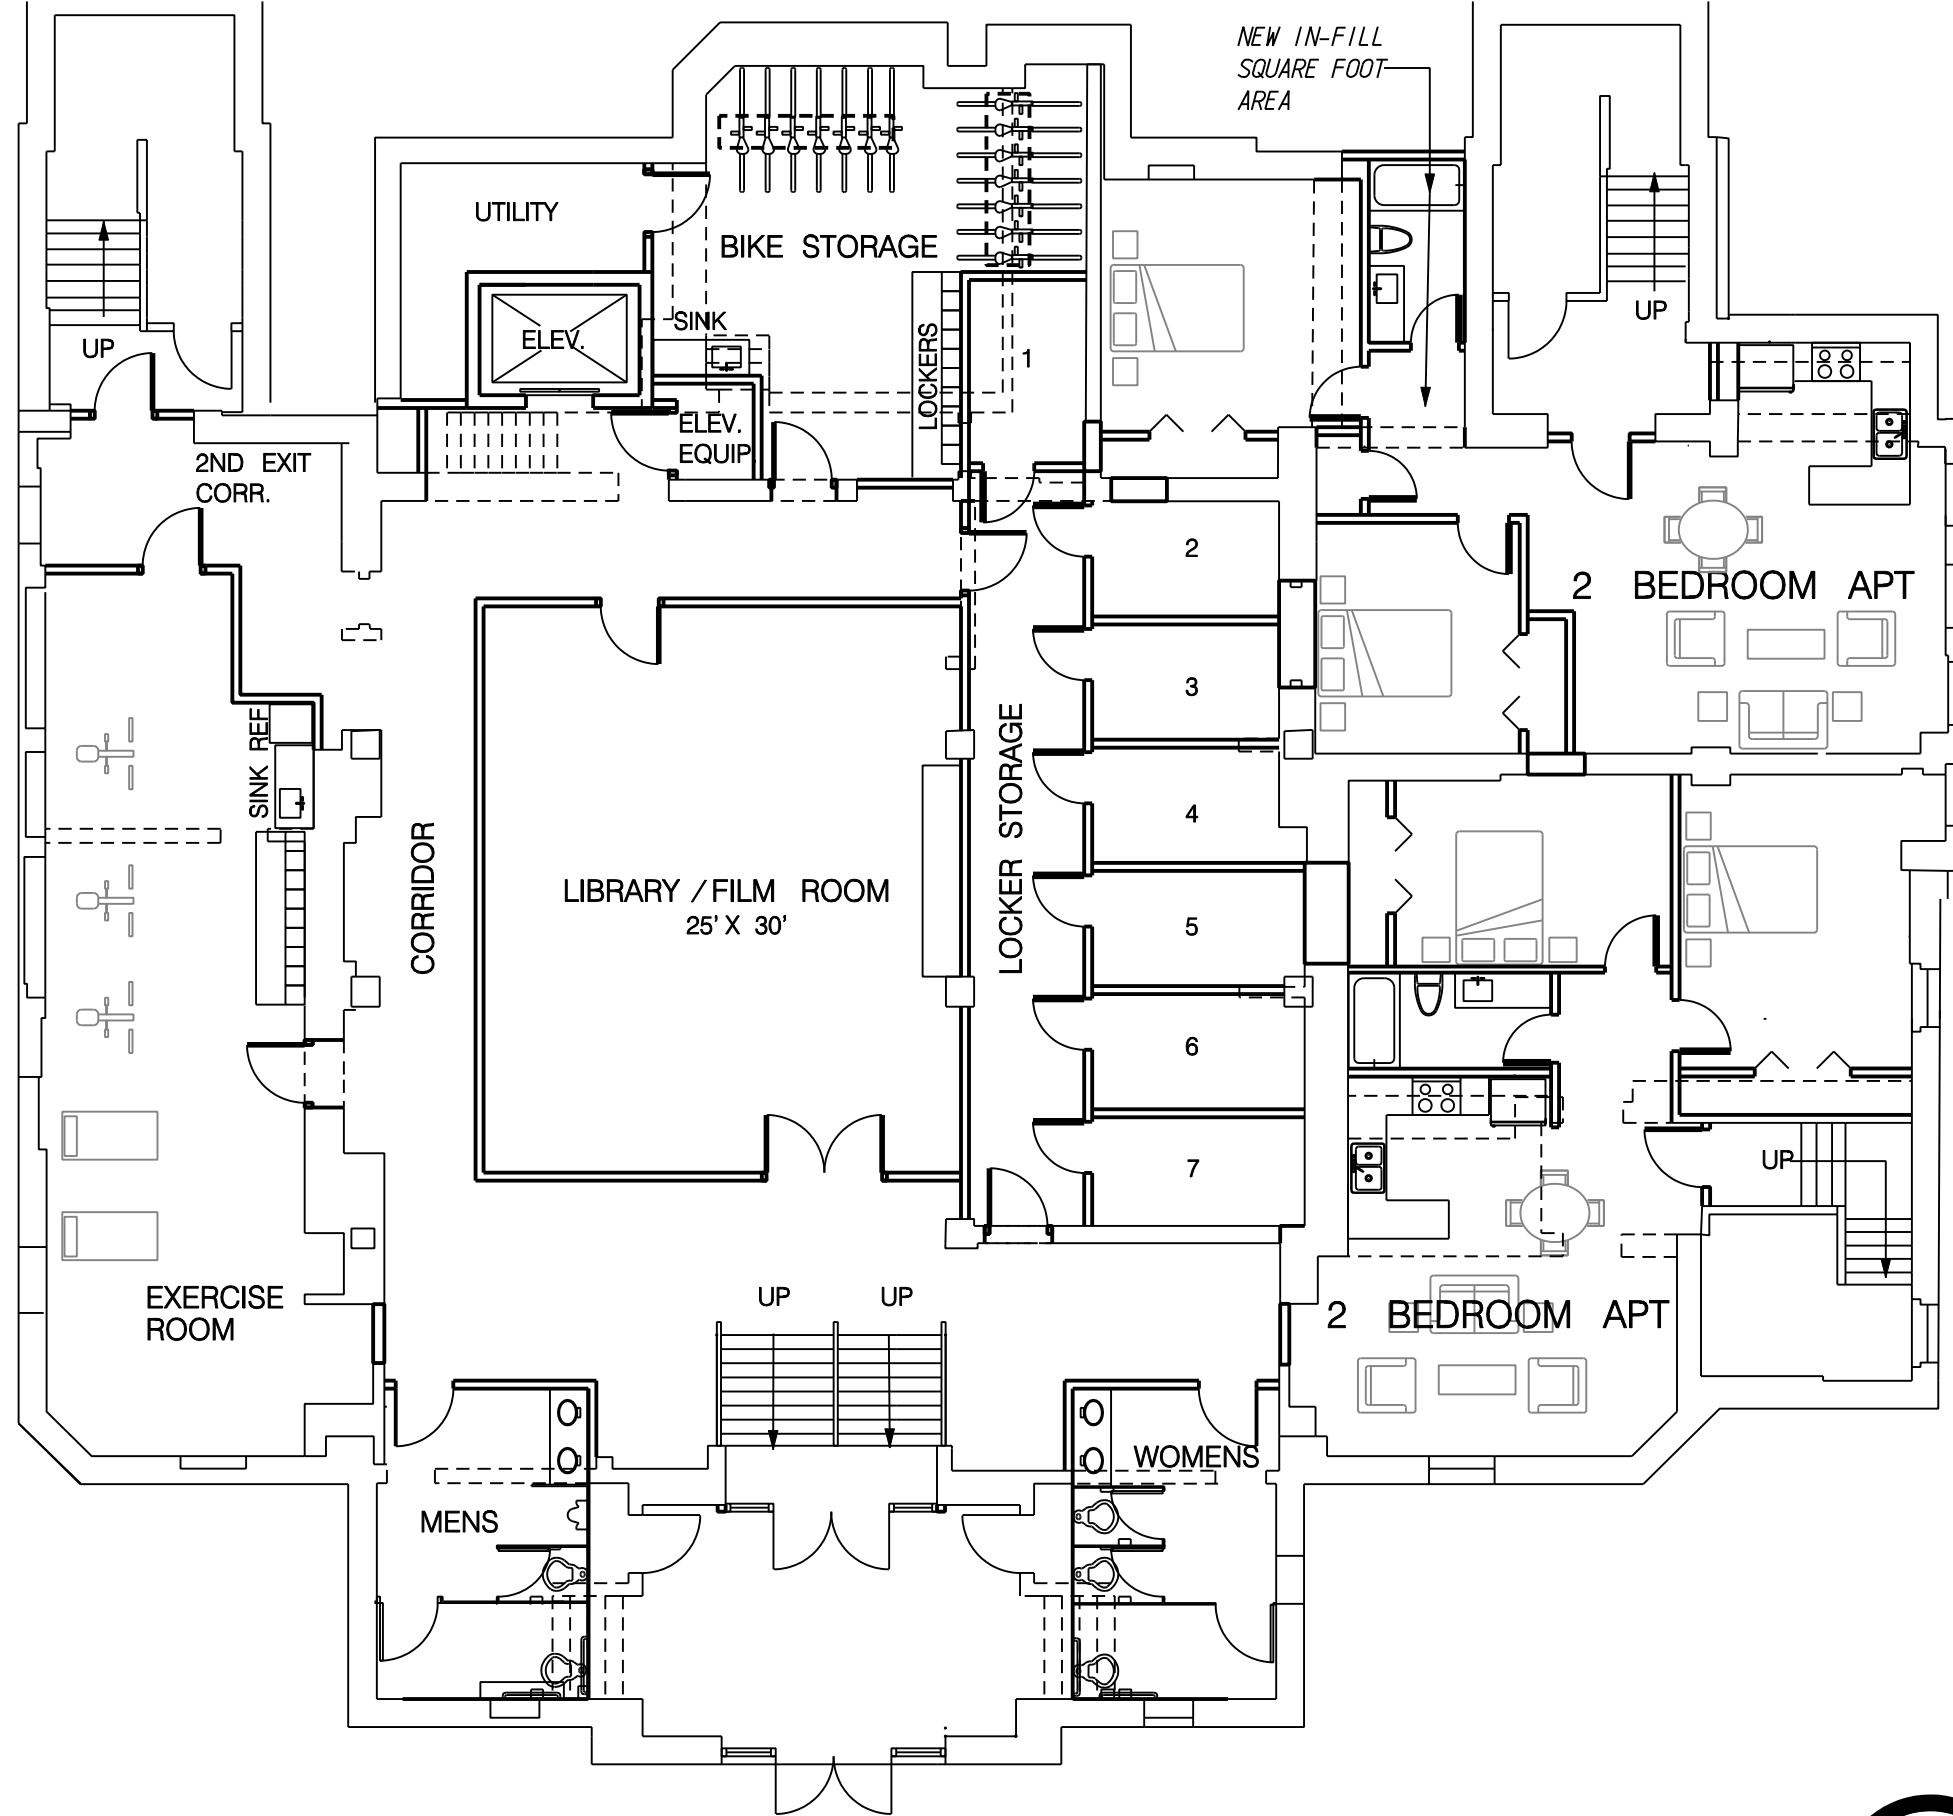 NEW IN-FILL
SQUARE FOOT
AREA
UTILITY
BIKE STORAGE
UP
SINK
ELEV.
UP
1
LOCKERS
ELEV.
EQUIP
2ND EXIT
CORR.
2
2 BEDROOM APT
3
REF
SINK
LOCKER STORAGE
4
CORRIDOR
LIBRARY / FILM ROOM
25' X 30'
5
6
7
UP
EXERCISE
ROOM
UP
UP
2 BEDROOM APT
WOMENS
MENS